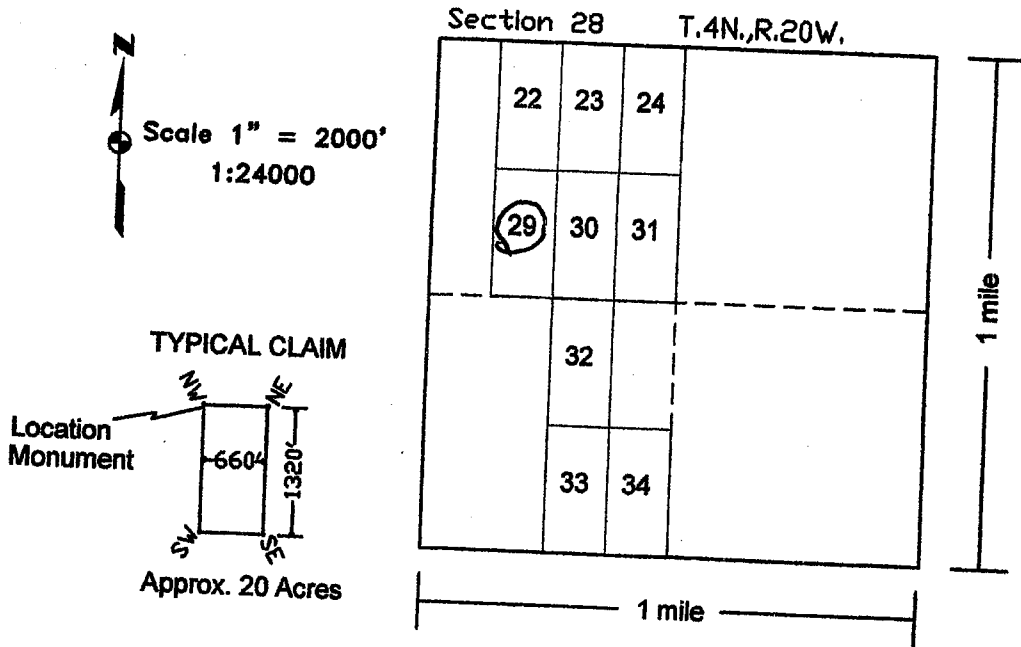 Section 28 T.4N.,R.20W.
N
Scale 1" = 2000'
1:24000
22 23 24
29 30 31
32
33 34
1 mile
TYPICAL CLAIM
NW NE
Location
Monument
660'
1320'
SW SE
Approx. 20 Acres
1 mile